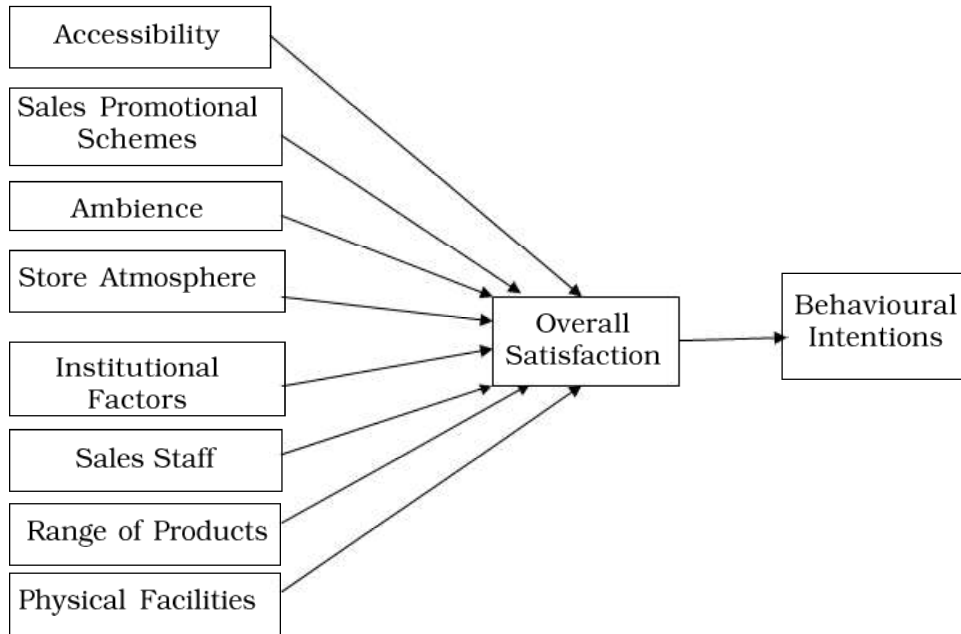 Accessibility
Sales Promotional
Schemes
Ambience
Store Atmosphere
Institutional
Factors
Sales Staff
Range of Products
Physical Facilities
Overall
Satisfaction
Behavioural
Intentions